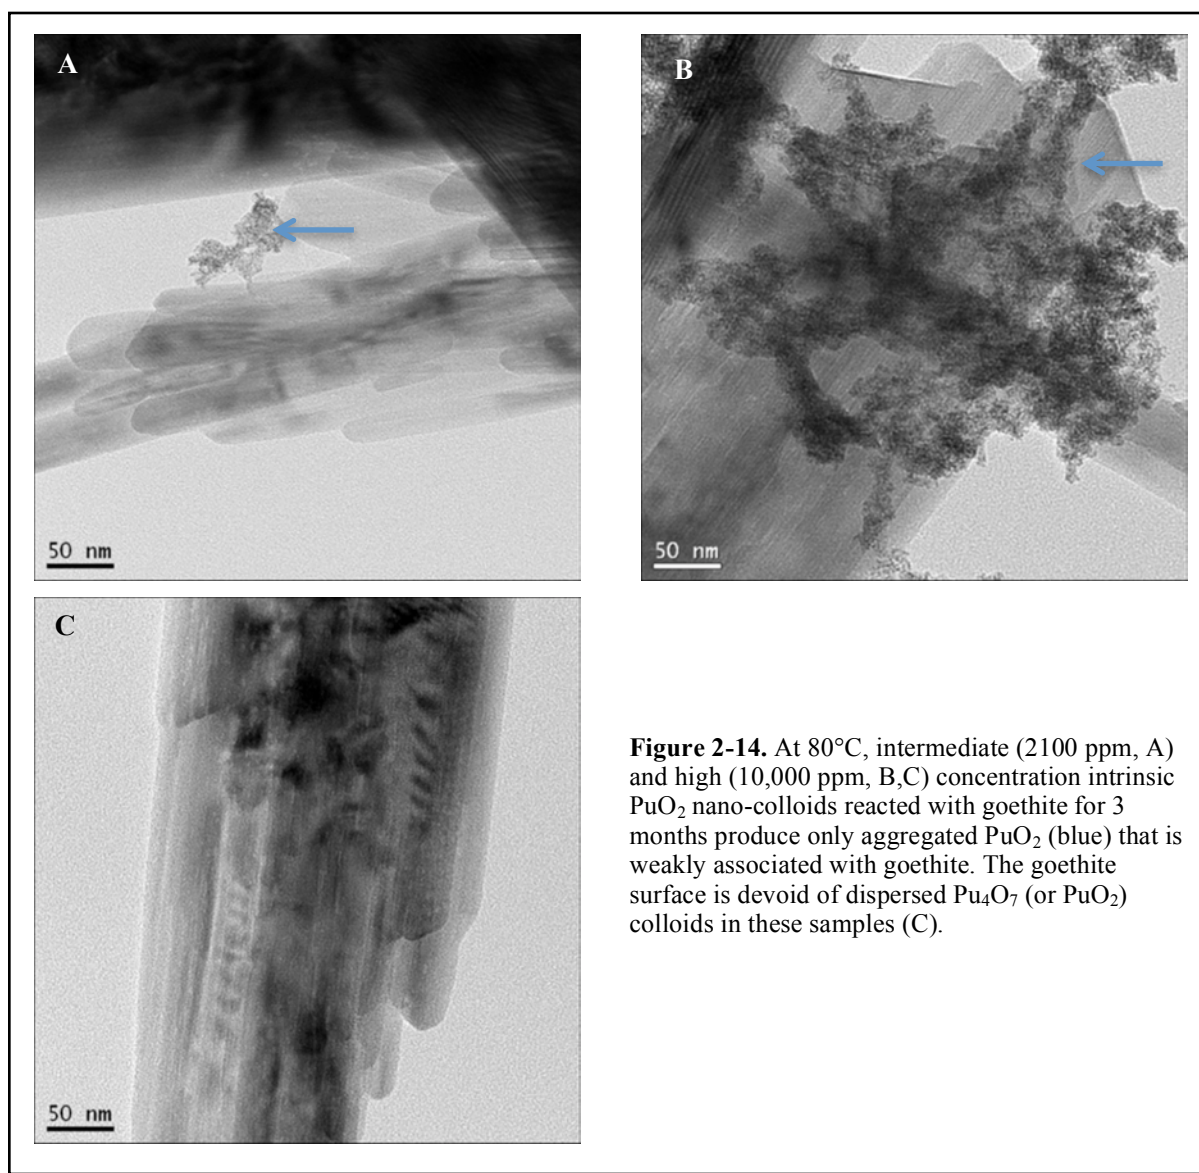 A
B
50 nm
50 nm
C
50 nm
Figure 2-14. At 80°C, intermediate (2100 ppm, A)
and high (10,000 ppm, B,C) concentration intrinsic
PuO₂ nano-colloids reacted with goethite for 3
months produce only aggregated PuO₂ (blue) that is
weakly associated with goethite. The goethite
surface is devoid of dispersed Pu₄O₇ (or PuO₂)
colloids in these samples (C).